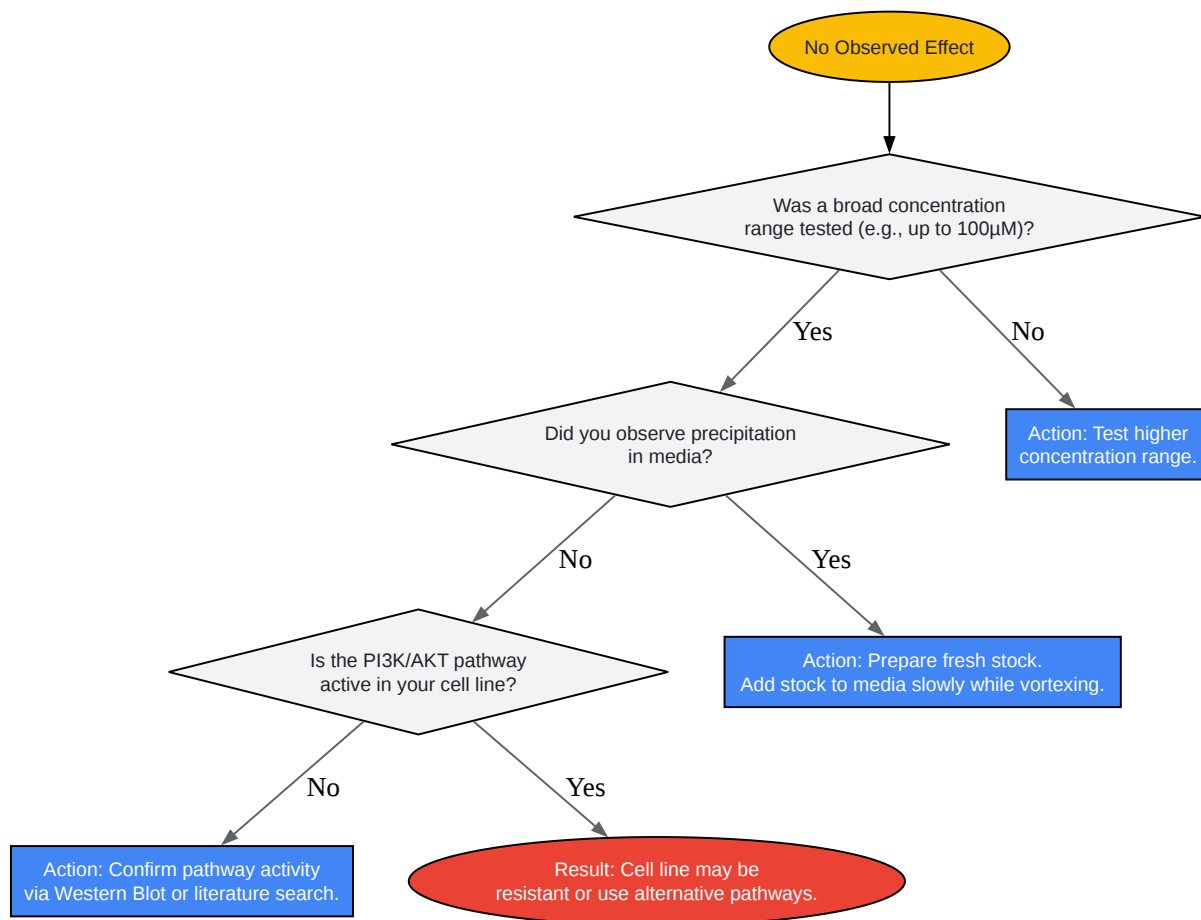 No Observed Effect
Was a broad concentration
range tested (e.g., up to 100µM)?
Yes
No
Did you observe precipitation
in media?
Action: Test higher
concentration range.
No
Yes
Is the PI3K/AKT pathway
active in your cell line?
Action: Prepare fresh stock.
Add stock to media slowly while vortexing.
No
Yes
Action: Confirm pathway activity
via Western Blot or literature search.
Result: Cell line may be
resistant or use alternative pathways.